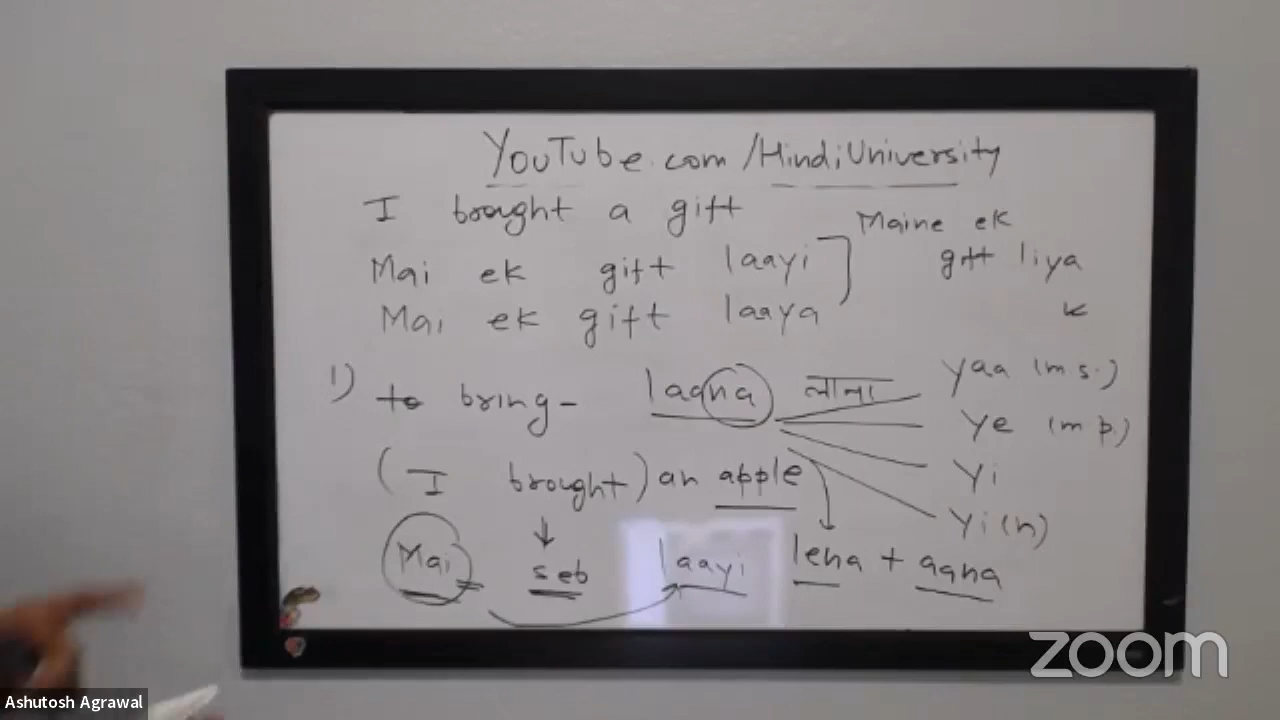 YouTube.com/HindiUniversity
I brought a gift
Maine ek
Mai ek gift laayi
gift liya
Mai ek gift laaya
k
1) to bring- laana लाना
yaa (m.s.)
ye (m p.)
(I brought) an apple
yi
yi(n)
Mai seb laayi lena + aana
zoom
Ashutosh Agrawal